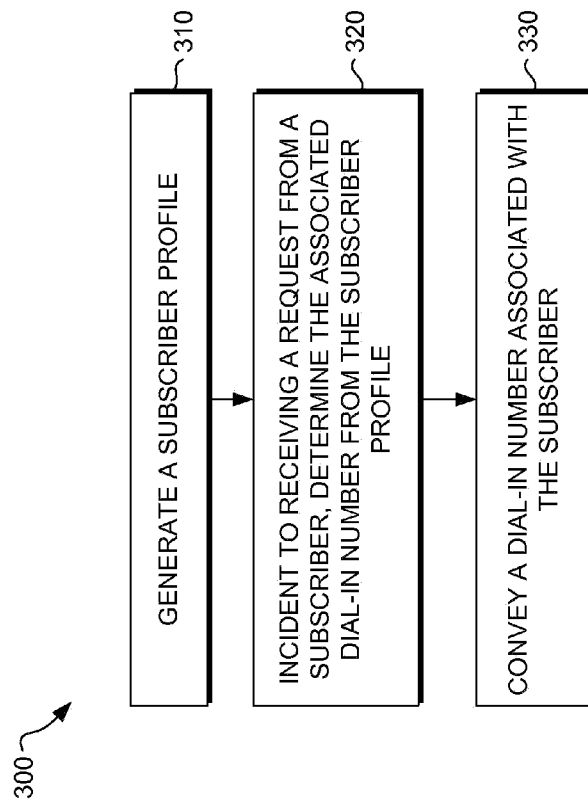 300
GENERATE A SUBSCRIBER PROFILE
310
INCIDENT TO RECEIVING A REQUEST FROM A
SUBSCRIBER, DETERMINE THE ASSOCIATED
DIAL-IN NUMBER FROM THE SUBSCRIBER
PROFILE
320
CONVEY A DIAL-IN NUMBER ASSOCIATED WITH
THE SUBSCRIBER
330